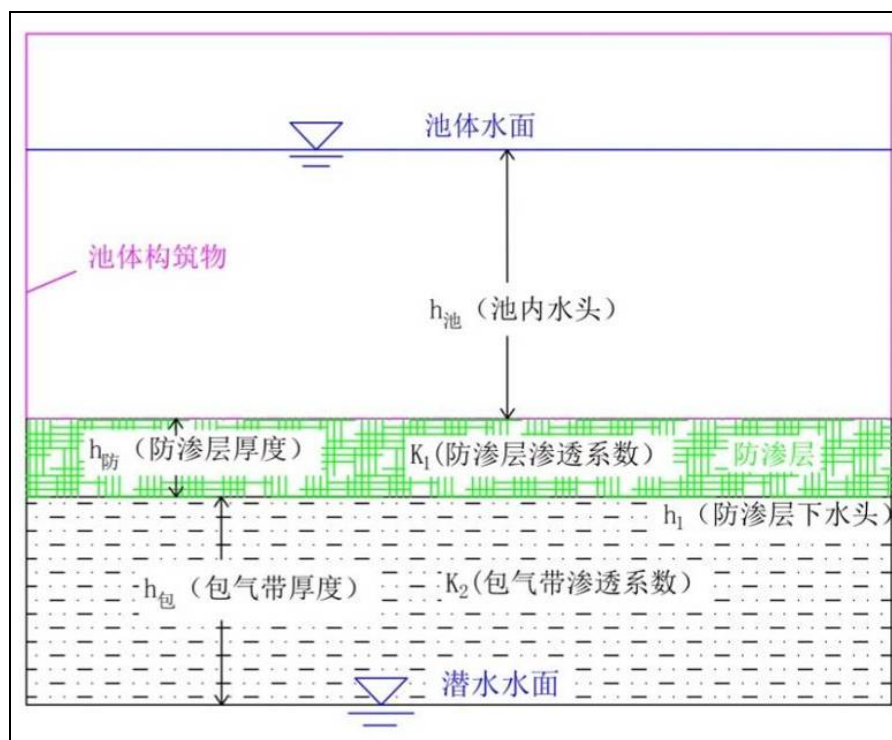 池体水面
池体构筑物
h池（池内水头）
h防（防渗层厚度）
K1(防渗层渗透系数）
防渗层
h1（防渗层下水头）
h包（包气带厚度）
K2(包气带渗透系数）
潜水水面